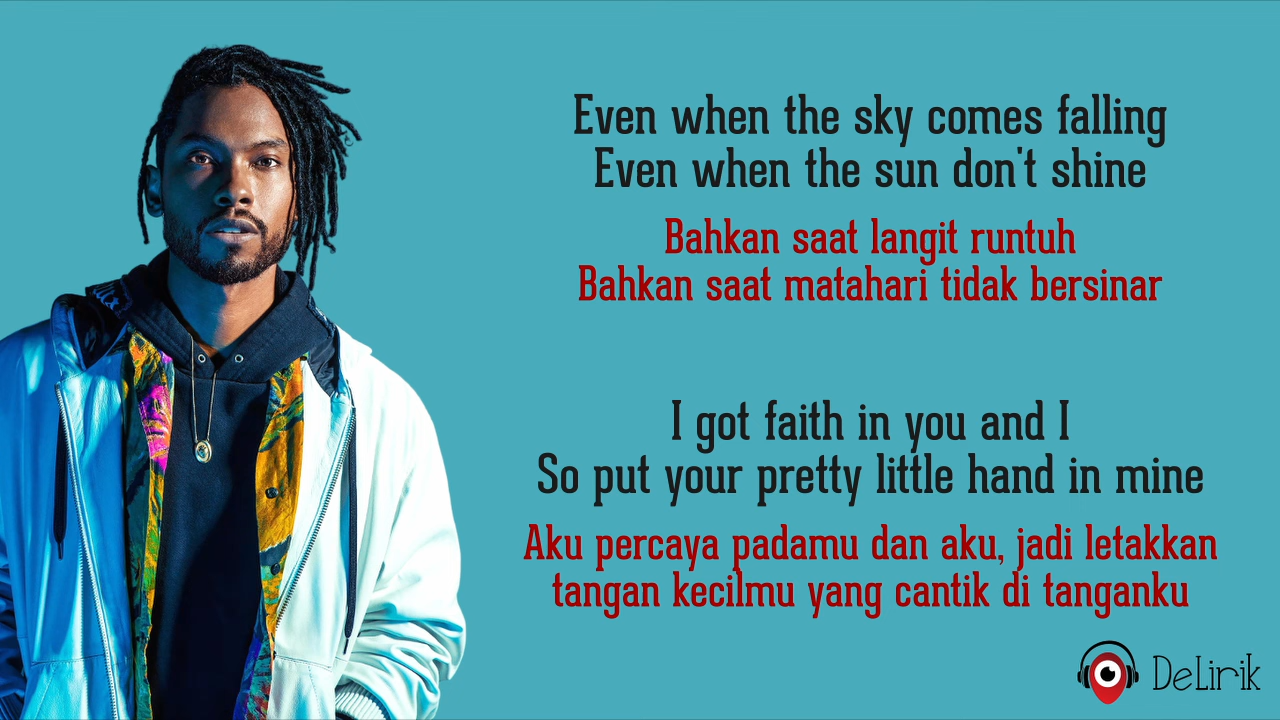 Even when the sky comes falling
Even when the sun don't shine
Bahkan saat langit runtuh
Bahkan saat matahari tidak bersinar
I got faith in you and I
So put your pretty little hand in mine
Aku percaya padamu dan aku, jadi letakkan
tangan kecilmu yang cantik di tanganku
DeLirik